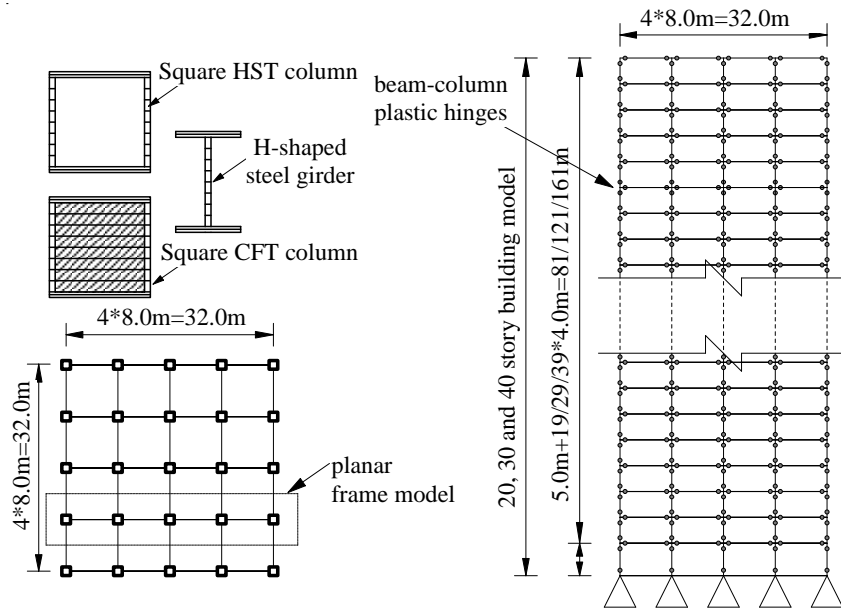 Square HST column
H-shaped
steel girder
Square CFT column
4*8.0m=32.0m
4*8.0m=32.0m
planar
frame model
4*8.0m=32.0m
beam-column
plastic hinges
20, 30 and 40 story building model
5.0m+19/29/39*4.0m=81/121/161m